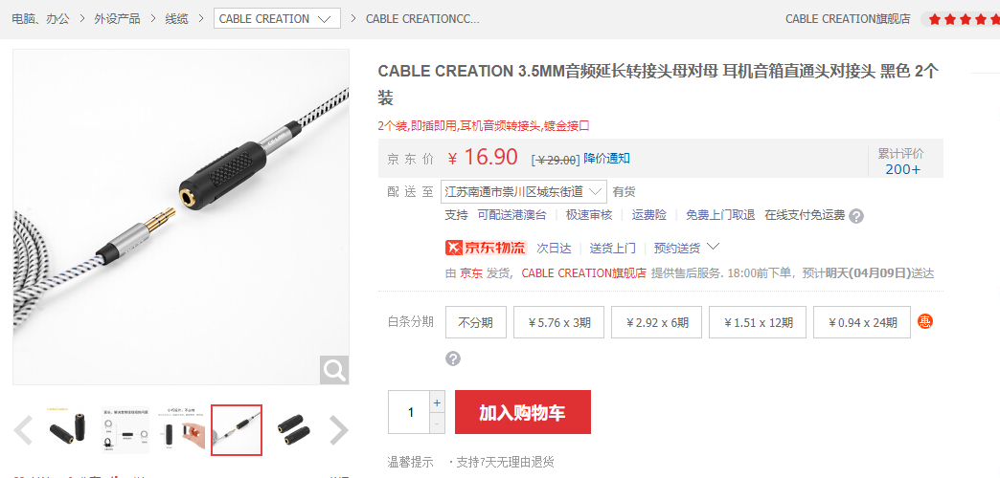 电脑、办公 > 外设产品 > 线缆 > CABLE CREATION > CABLE CREATIONCC...
CABLE CREATION旗舰店
CABLE CREATION 3.5MM音频延长转接头母对母 耳机音箱直通头对接头 黑色 2个装
2个装,即插即用,耳机音频转接头,镀金接口
京东价 ￥16.90 [￥29.00] 降价通知
累计评价
200+
配送至 江苏南通市崇川区城东街道 有货
支持 可配送港澳台 极速审核 运费险 免费上门取退 在线支付免运费 ?
京东物流 次日达 送货上门 预约送货
由 京东 发货, CABLE CREATION旗舰店 提供售后服务. 18:00前下单，预计明天(04月09日)送达
白条分期 不分期 ￥5.76 x 3期 ￥2.92 x 6期 ￥1.51 x 12期 ￥0.94 x 24期 惠
?
1 + - 加入购物车
温馨提示 ·支持7天无理由退货